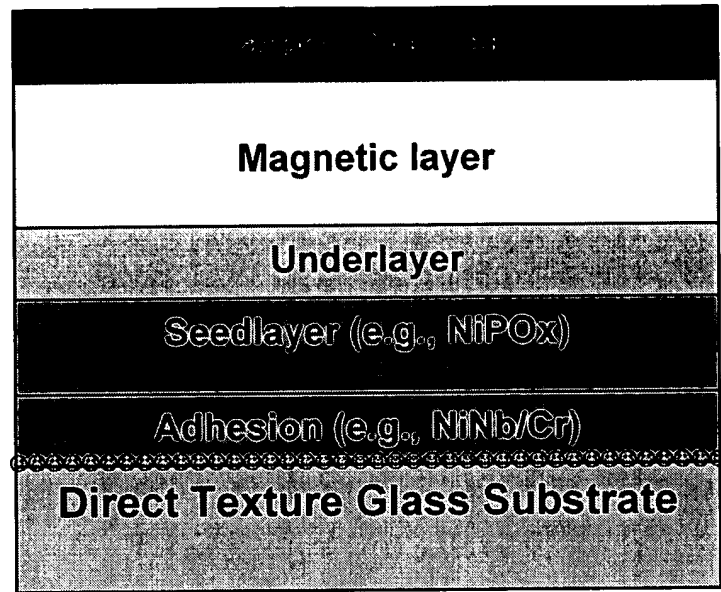 Magnetic layer
Underlayer
Seedlayer (e.g., NiPOx)
Adhesion (e.g., NiNb/Cr)
Direct Texture Glass Substrate